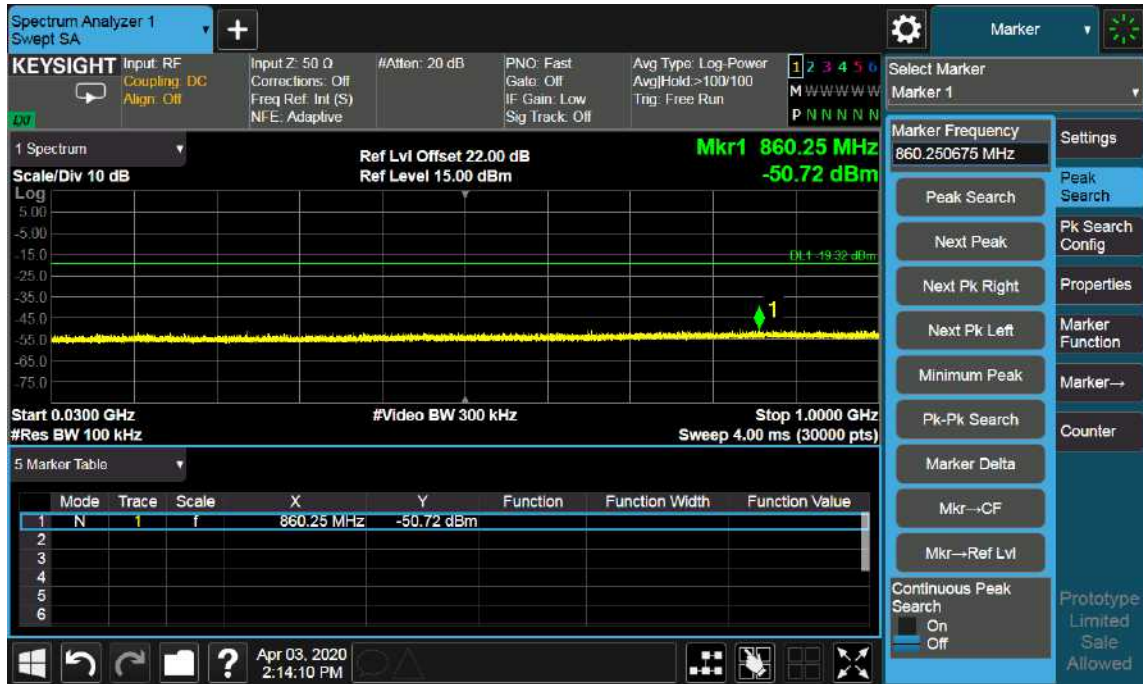 Spectrum Analyzer 1
Swept SA
+
Marker
KEYSIGHT
Input: RF
Coupling: DC
Align: Off
Input Z: 50 Ω
Corrections: Off
Freq Ref: Int (S)
NFE: Adaptive
#Atten: 20 dB
PNO: Fast
Gate: Off
IF Gain: Low
Sig Track: Off
Avg Type: Log-Power
Avg|Hold:>100/100
Trig: Free Run
1 2 3 4 5 6
M W W W W W
P N N N N N
Select Marker
Marker 1
1 Spectrum
Scale/Div 10 dB
Ref Lvl Offset 22.00 dB
Ref Level 15.00 dBm
Mkr1 860.25 MHz
-50.72 dBm
Log
5.00
-5.00
-15.0
-25.0
-35.0
-45.0
-55.0
-65.0
-75.0
DL1 -19.32 dBm
1
Start 0.0300 GHz
#Res BW 100 kHz
#Video BW 300 kHz
Stop 1.0000 GHz
Sweep 4.00 ms (30000 pts)
5 Marker Table
Mode Trace Scale X Y Function Function Width Function Value
1 N 1 f 860.25 MHz -50.72 dBm
2
3
4
5
6
Marker Frequency
860.250675 MHz
Peak Search
Next Peak
Next Pk Right
Next Pk Left
Minimum Peak
Pk-Pk Search
Marker Delta
Mkr→CF
Mkr→Ref Lvl
Continuous Peak
Search
On
Off
Settings
Peak
Search
Pk Search
Config
Properties
Marker
Function
Marker→
Counter
Prototype
Limited
Sale
Allowed
?
Apr 03, 2020
2:14:10 PM